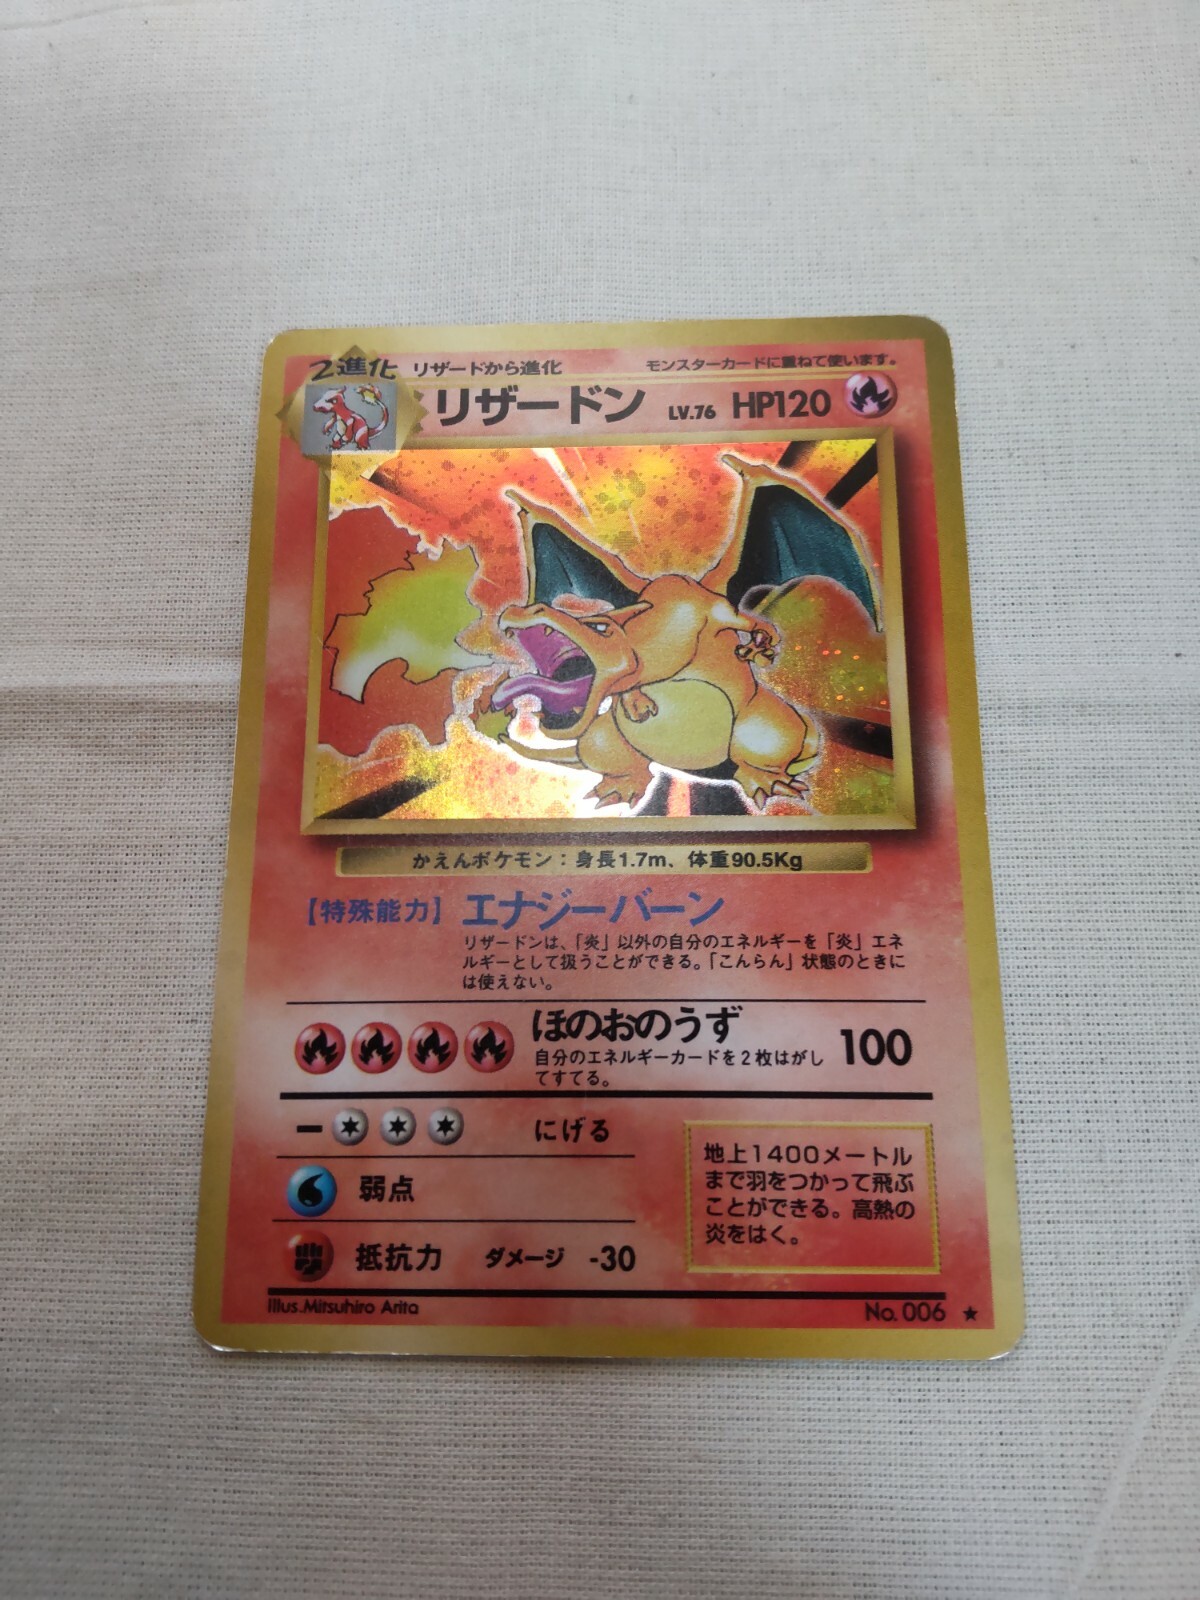 2進化 リザードから進化 モンスターカードに重ねて使います。
リザードン LV.76 HP120
かえんポケモン：身長1.7m、体重90.5Kg
【特殊能力】エナジーバーン
リザードンは、「炎」以外の自分のエネルギーを「炎」エネ
ルギーとして扱うことができる。「こんらん」状態のときに
は使えない。
ほのおのうず 100
自分のエネルギーカードを2枚はがし
てすてる。
ー にげる
弱点
抵抗力 ダメージ -30
地上1400メートル
まで羽をつかって飛ぶ
ことができる。高熱の
炎をはく。
Illus.Mitsuhiro Arita No.006 ★